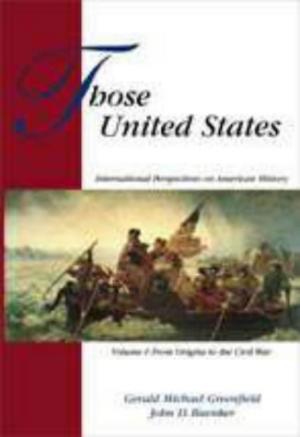 Those
United States
International Perspectives on American History
Volume I From Origins to the Civil War
Gerald Michael Greenfield
John D. Buenker